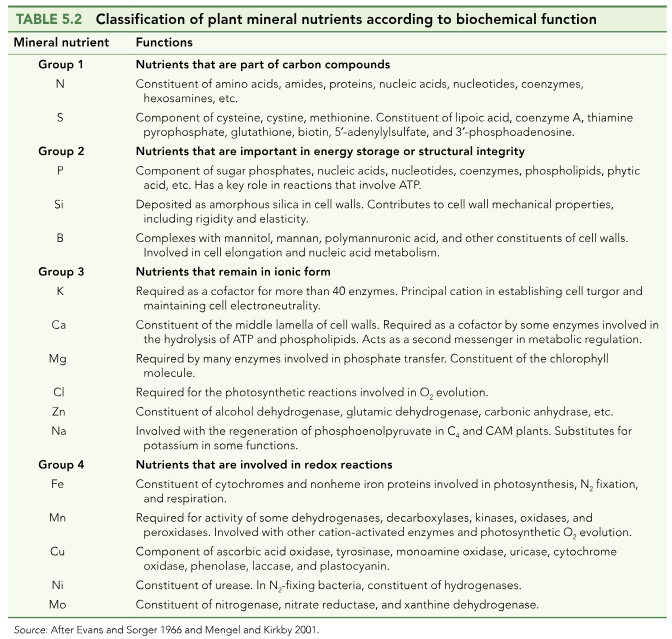 TABLE 5.2 Classification of plant mineral nutrients according to biochemical function
Mineral nutrient Functions
Group 1 Nutrients that are part of carbon compounds
N Constituent of amino acids, amides, proteins, nucleic acids, nucleotides, coenzymes,
hexosamines, etc.
S Component of cysteine, cystine, methionine. Constituent of lipoic acid, coenzyme A, thiamine
pyrophosphate, glutathione, biotin, 5′-adenylylsulfate, and 3′-phosphoadenosine.
Group 2 Nutrients that are important in energy storage or structural integrity
P Component of sugar phosphates, nucleic acids, nucleotides, coenzymes, phospholipids, phytic
acid, etc. Has a key role in reactions that involve ATP.
Si Deposited as amorphous silica in cell walls. Contributes to cell wall mechanical properties,
including rigidity and elasticity.
B Complexes with mannitol, mannan, polymannuronic acid, and other constituents of cell walls.
Involved in cell elongation and nucleic acid metabolism.
Group 3 Nutrients that remain in ionic form
K Required as a cofactor for more than 40 enzymes. Principal cation in establishing cell turgor and
maintaining cell electroneutrality.
Ca Constituent of the middle lamella of cell walls. Required as a cofactor by some enzymes involved in
the hydrolysis of ATP and phospholipids. Acts as a second messenger in metabolic regulation.
Mg Required by many enzymes involved in phosphate transfer. Constituent of the chlorophyll
molecule.
Cl Required for the photosynthetic reactions involved in O₂ evolution.
Zn Constituent of alcohol dehydrogenase, glutamic dehydrogenase, carbonic anhydrase, etc.
Na Involved with the regeneration of phosphoenolpyruvate in C₄ and CAM plants. Substitutes for
potassium in some functions.
Group 4 Nutrients that are involved in redox reactions
Fe Constituent of cytochromes and nonheme iron proteins involved in photosynthesis, N₂ fixation,
and respiration.
Mn Required for activity of some dehydrogenases, decarboxylases, kinases, oxidases, and
peroxidases. Involved with other cation-activated enzymes and photosynthetic O₂ evolution.
Cu Component of ascorbic acid oxidase, tyrosinase, monoamine oxidase, uricase, cytochrome
oxidase, phenolase, laccase, and plastocyanin.
Ni Constituent of urease. In N₂-fixing bacteria, constituent of hydrogenases.
Mo Constituent of nitrogenase, nitrate reductase, and xanthine dehydrogenase.
Source: After Evans and Sorger 1966 and Mengel and Kirkby 2001.